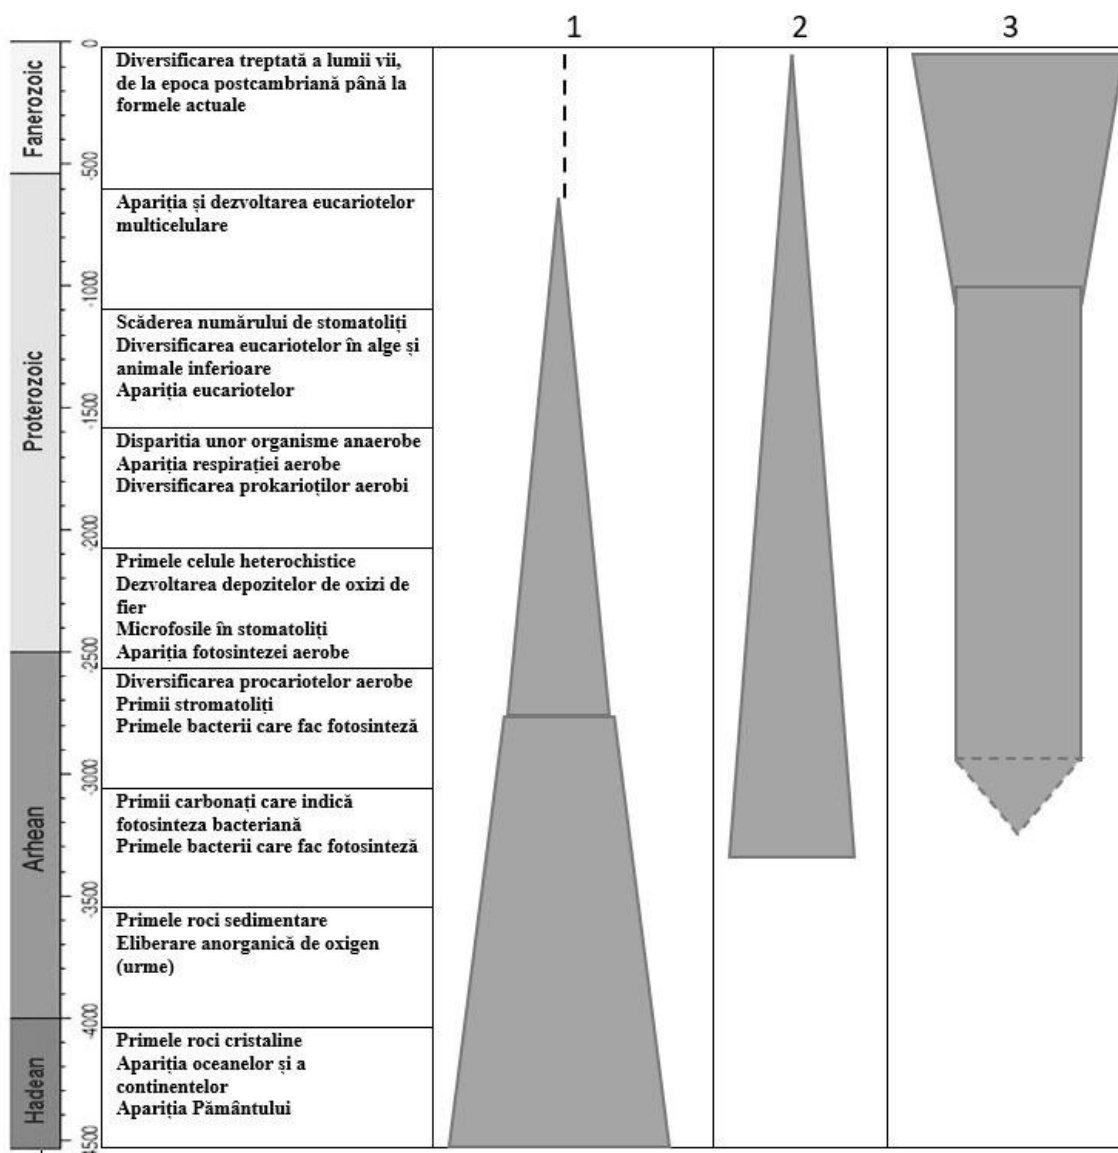 1 2 3
0
500
-1000
-1500
-2000
-2500
-3000
-3500
-4000
4500
Fanerozoic
Proterozoic
Arhean
Hadean
Diversificarea treptată a lumii vii,
de la epoca postcambriană până la
formele actuale
Apariția și dezvoltarea eucariotelor
multicelulare
Scăderea numărului de stomatoliți
Diversificarea eucariotelor în alge și
animale inferioare
Apariția eucariotelor
Disparitia unor organisme anaerobe
Apariția respirației aerobe
Diversificarea prokarioților aerobi
Primele celule heterochistice
Dezvoltarea depozitelor de oxizi de
fier
Microfosile în stomatoliți
Apariția fotosintezei aerobe
Diversificarea procariotelor aerobe
Primii stromatoliți
Primele bacterii care fac fotosinteză
Primii carbonați care indică
fotosinteza bacteriană
Primele bacterii care fac fotosinteză
Primele roci sedimentare
Eliberare anorganică de oxigen
(urme)
Primele roci cristaline
Apariția oceanelor și a
continentelor
Apariția Pământului